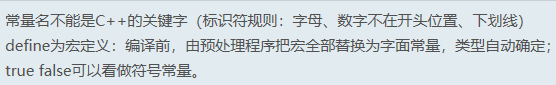 常量名不能是C++的关键字（标识符规则：字母、数字不在开头位置、下划线）
define为宏定义：编译前，由预处理程序把宏全部替换为字面常量，类型自动确定；
true false可以看做符号常量。